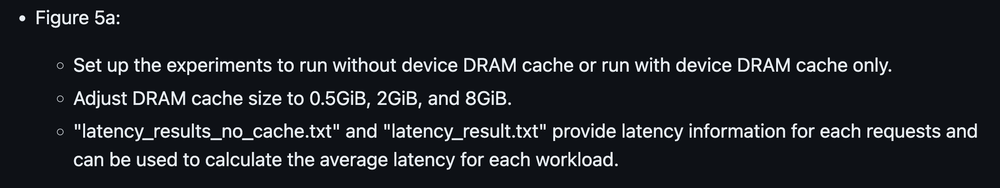 • Figure 5a:
◦ Set up the experiments to run without device DRAM cache or run with device DRAM cache only.
◦ Adjust DRAM cache size to 0.5GiB, 2GiB, and 8GiB.
◦ "latency_results_no_cache.txt" and "latency_result.txt" provide latency information for each requests and
can be used to calculate the average latency for each workload.